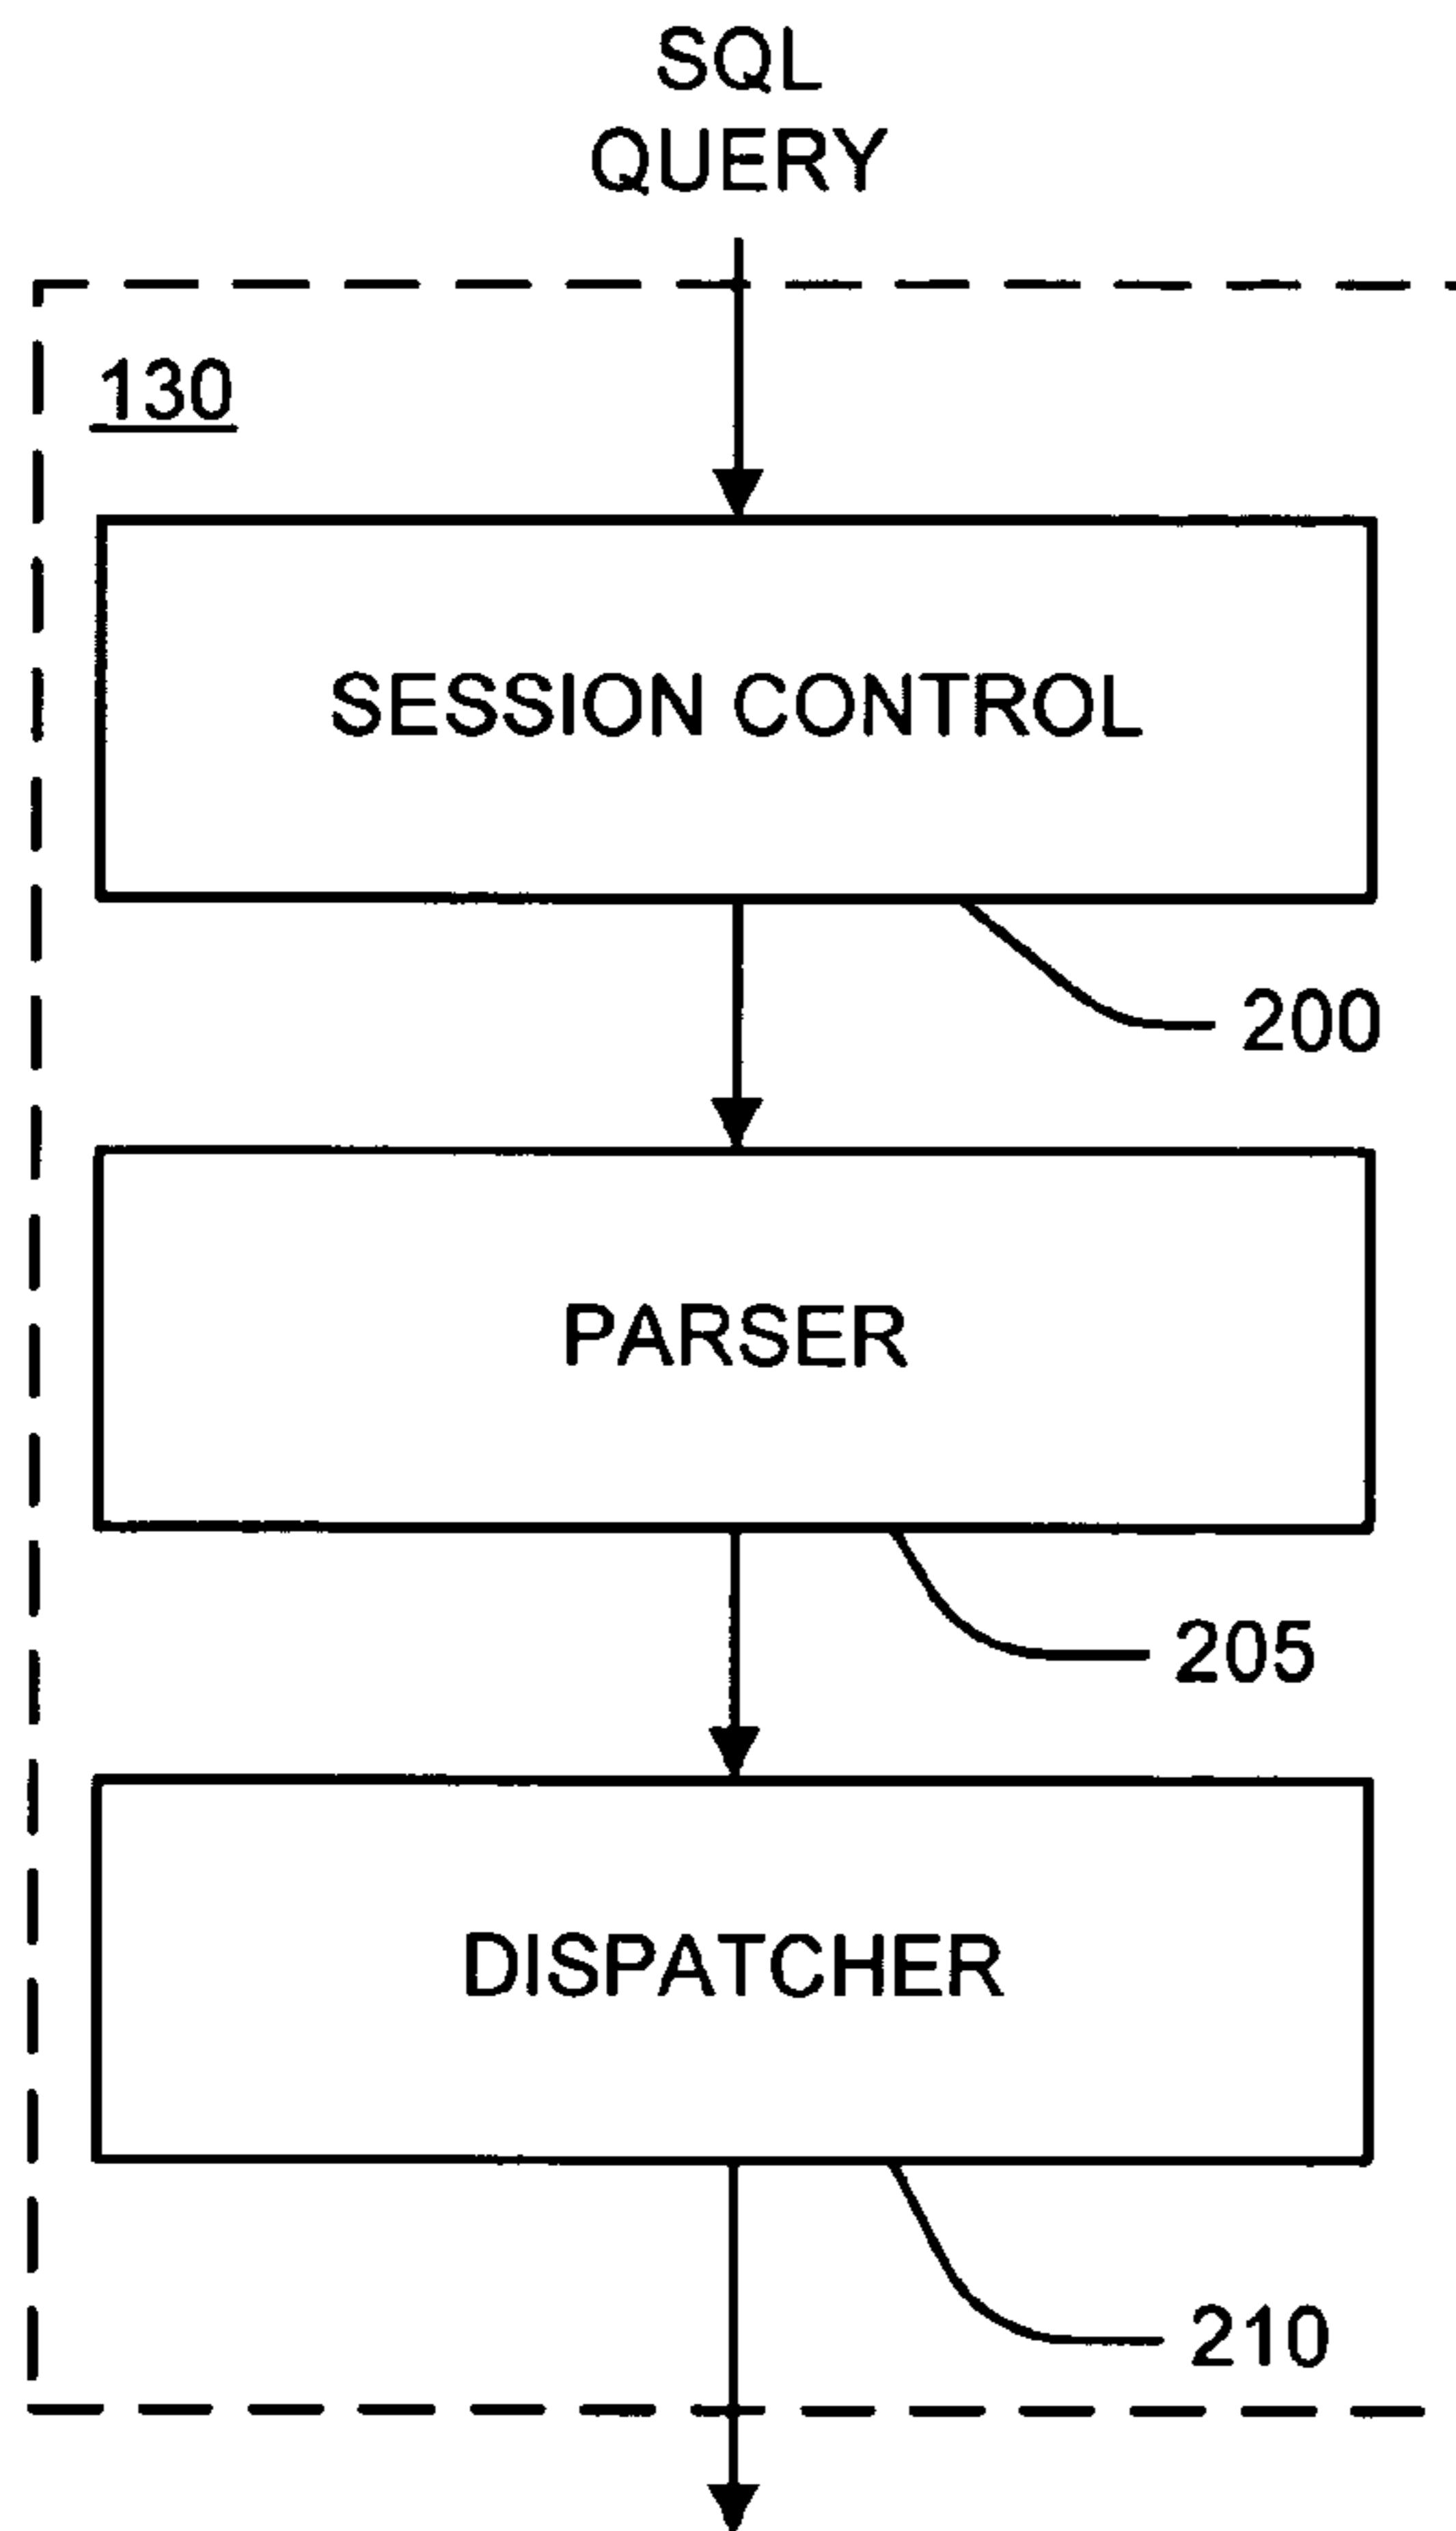 SQL
QUERY
130
SESSION CONTROL
200
PARSER
205
DISPATCHER
210